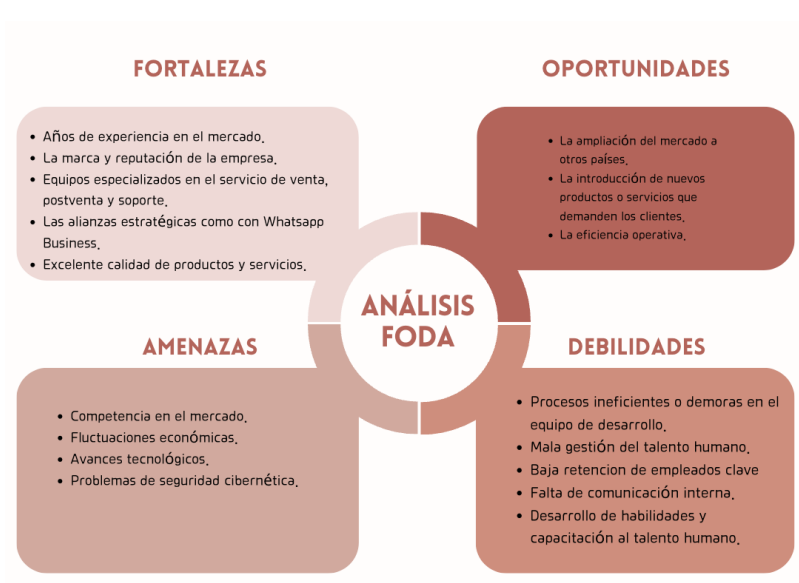 FORTALEZAS
• Años de experiencia en el mercado.
• La marca y reputación de la empresa.
• Equipos especializados en el servicio de venta,
postventa y soporte.
• Las alianzas estratégicas como con Whatsapp
Business.
• Excelente calidad de productos y servicios.
OPORTUNIDADES
• La ampliación del mercado a
otros países.
• La introducción de nuevos
productos o servicios que
demanden los clientes.
• La eficiencia operativa.
ANÁLISIS
FODA
AMENAZAS
• Competencia en el mercado.
• Fluctuaciones económicas.
• Avances tecnológicos.
• Problemas de seguridad cibernética.
DEBILIDADES
• Procesos ineficientes o demoras en el
equipo de desarrollo.
• Mala gestión del talento humano.
• Baja retencion de empleados clave
• Falta de comunicación interna.
• Desarrollo de habilidades y
capacitación al talento humano.